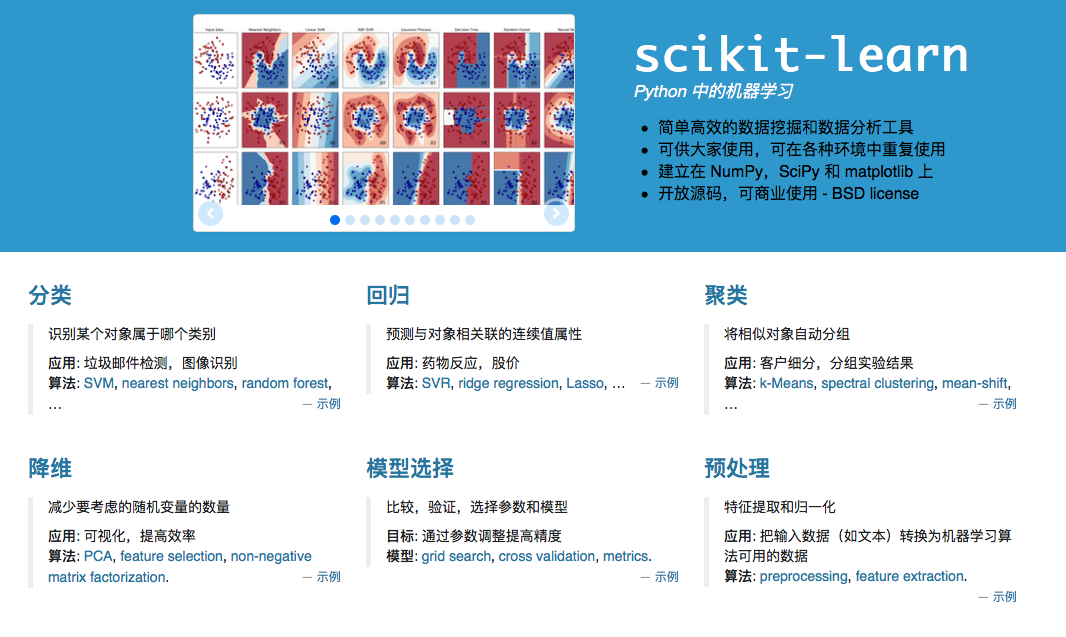 Input data Nearest Neighbors Linear SVM RBF SVM Gaussian Process Decision Tree Random Forest
scikit-learn
Python 中的机器学习
简单高效的数据挖掘和数据分析工具
可供大家使用，可在各种环境中重复使用
建立在 NumPy，SciPy 和 matplotlib 上
开放源码，可商业使用 - BSD license
分类
识别某个对象属于哪个类别
应用: 垃圾邮件检测，图像识别
算法: SVM, nearest neighbors, random forest,
... — 示例
回归
预测与对象相关联的连续值属性
应用: 药物反应，股价
算法: SVR, ridge regression, Lasso, ... — 示例
聚类
将相似对象自动分组
应用: 客户细分，分组实验结果
算法: k-Means, spectral clustering, mean-shift,
... — 示例
降维
减少要考虑的随机变量的数量
应用: 可视化，提高效率
算法: PCA, feature selection, non-negative
matrix factorization. — 示例
模型选择
比较，验证，选择参数和模型
目标: 通过参数调整提高精度
模型: grid search, cross validation, metrics.
— 示例
预处理
特征提取和归一化
应用: 把输入数据（如文本）转换为机器学习算
法可用的数据
算法: preprocessing, feature extraction.
— 示例